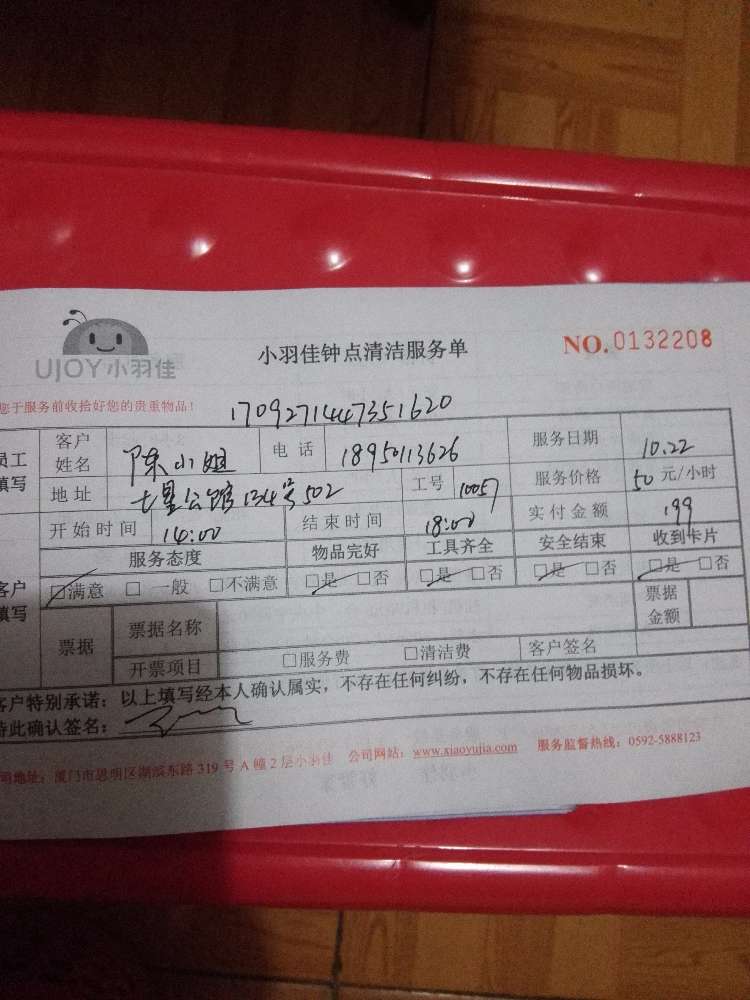 UJOY小羽佳
小羽佳钟点清洁服务单
NO.0132208
您于服务前收拾好您的贵重物品！
1709271447351620
员工填写
客户姓名 陈小姐 电话 18950113626 服务日期 10.22
地址 七星公馆134号502 工号 10057 服务价格 50元/小时
开始时间 14:00 结束时间 18:00 实付金额 199
服务态度 物品完好 工具齐全 安全结束 收到卡片
客户填写
□满意 □一般 □不满意 □是 □否 □是 □否 □是 □否 □是 □否
票据 票据名称 票据金额
开票项目 □服务费 □清洁费 客户签名
客户特别承诺：以上填写经本人确认属实，不存在任何纠纷，不存在任何物品损坏。
特此确认签名：
司地址：厦门市思明区湖滨东路319号A幢2层小羽佳 公司网站：www.xiaoyujia.com 服务监督热线：0592-5888123